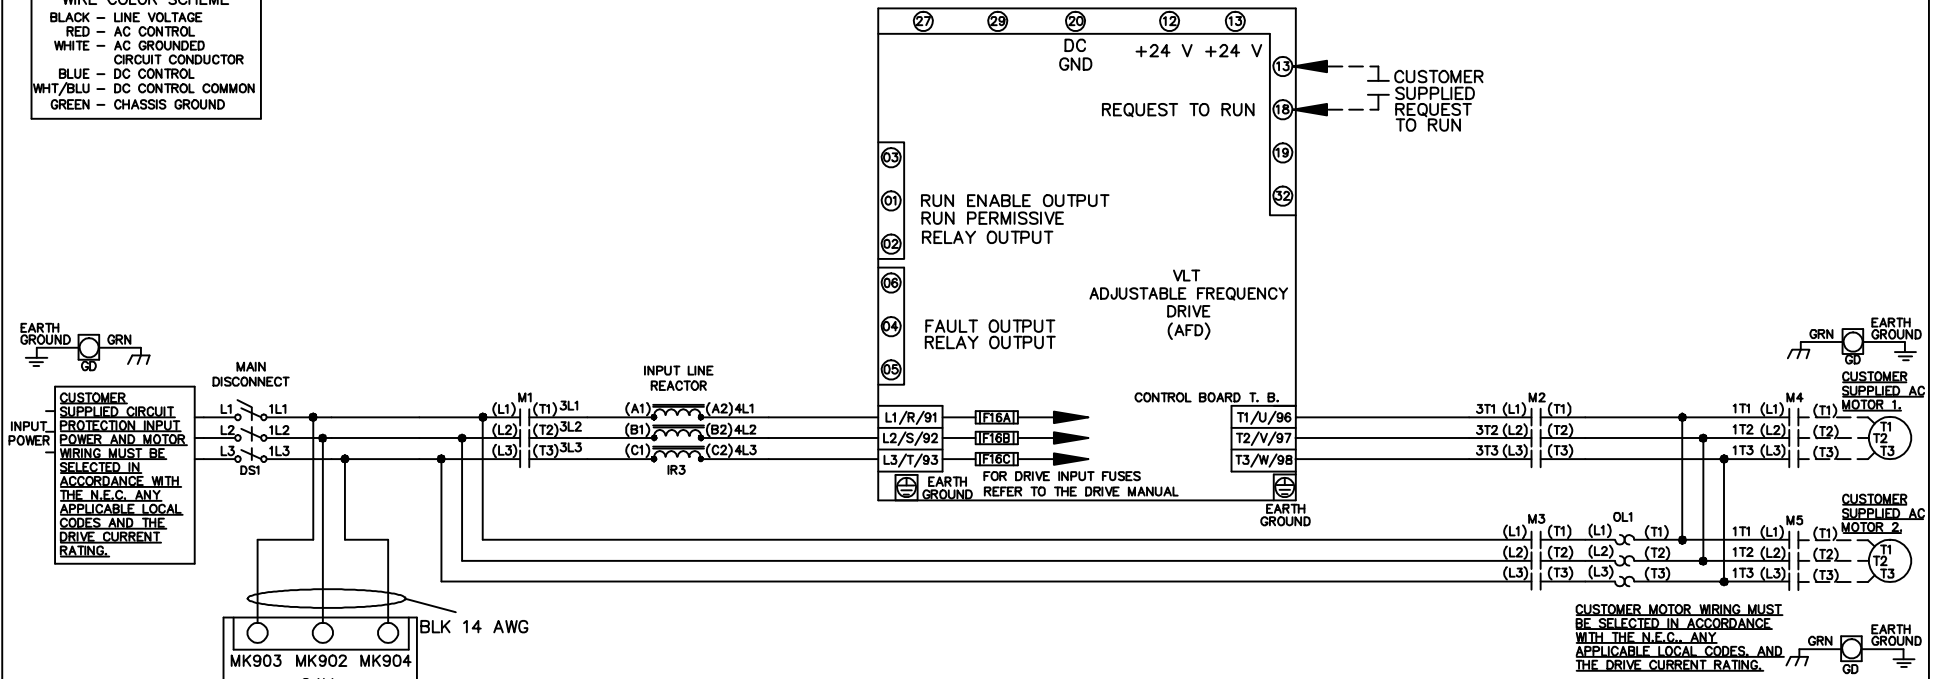 WIRE COLOR SCHEME
BLACK – LINE VOLTAGE
RED – AC CONTROL
WHITE – AC GROUNDED
CIRCUIT CONDUCTOR
BLUE – DC CONTROL
WHT/BLU – DC CONTROL COMMON
GREEN – CHASSIS GROUND
27 29 20 12 13
DC
GND
+24 V +24 V
13
REQUEST TO RUN 18
19
32
CUSTOMER
SUPPLIED
REQUEST
TO RUN
03
01
02
RUN ENABLE OUTPUT
RUN PERMISSIVE
RELAY OUTPUT
06
04
05
FAULT OUTPUT
RELAY OUTPUT
VLT
ADJUSTABLE FREQUENCY
DRIVE
(AFD)
EARTH
GROUND
GRN
GD
INPUT
POWER
CUSTOMER
SUPPLIED CIRCUIT
PROTECTION INPUT
POWER AND MOTOR
WIRING MUST BE
SELECTED IN
ACCORDANCE WITH
THE N.E.C. ANY
APPLICABLE LOCAL
CODES AND THE
DRIVE CURRENT
RATING.
MAIN
DISCONNECT
L1 1L1
L2 1L2
L3 1L3
DS1
M1
(L1) (T1) 3L1
(L2) (T2) 3L2
(L3) (T3) 3L3
INPUT LINE
REACTOR
(A1) (A2) 4L1
(B1) (B2) 4L2
(C1) (C2) 4L3
IR3
L1/R/91 F16A
L2/S/92 F16B
L3/T/93 F16C
EARTH
GROUND
FOR DRIVE INPUT FUSES
REFER TO THE DRIVE MANUAL
CONTROL BOARD T. B.
T1/U/96
T2/V/97
T3/W/98
EARTH
GROUND
M2
3T1 (L1) (T1)
3T2 (L2) (T2)
3T3 (L3) (T3)
M4
1T1 (L1) (T1)
1T2 (L2) (T2)
1T3 (L3) (T3)
GRN
GD
EARTH
GROUND
CUSTOMER
SUPPLIED AC
MOTOR 1.
T1
T2
T3
M3
(L1) (T1)
(L2) (T2)
(L3) (T3)
OL1
(L1) (T1)
(L2) (T2)
(L3) (T3)
M5
1T1 (L1) (T1)
1T2 (L2) (T2)
1T3 (L3) (T3)
CUSTOMER
SUPPLIED AC
MOTOR 2.
T1
T2
T3
CUSTOMER MOTOR WIRING MUST
BE SELECTED IN ACCORDANCE
WITH THE N.E.C., ANY
APPLICABLE LOCAL CODES, AND
THE DRIVE CURRENT RATING.
GRN
GD
EARTH
GROUND
BLK 14 AWG
MK903 MK902 MK904